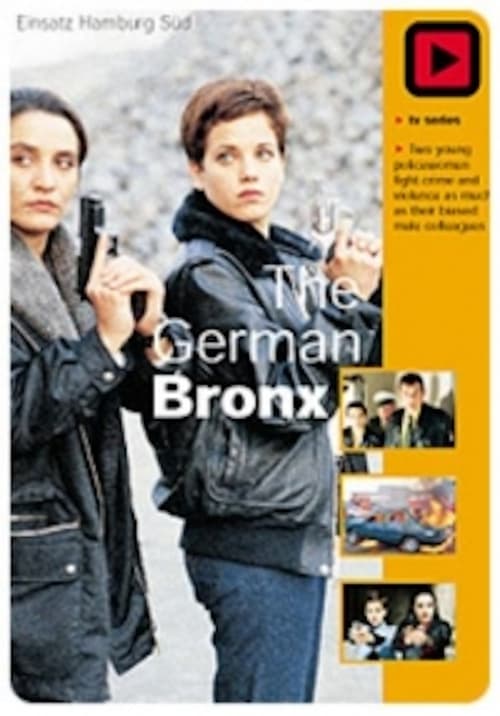 Einsatz Hamburg Süd
tv series
Two young
policewomen
fight crime and
violence as much
as their biased
male colleagues
The
German
Bronx